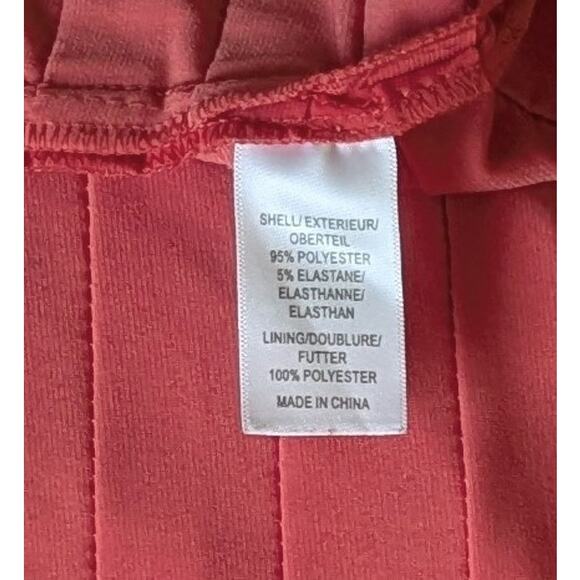 SHELL/EXTERIEUR/
OBERTEIL
95% POLYESTER
5% ELASTANE/
ELASTHANNE/
ELASTHAN
LINING/DOUBLURE/
FUTTER
100% POLYESTER
MADE IN CHINA